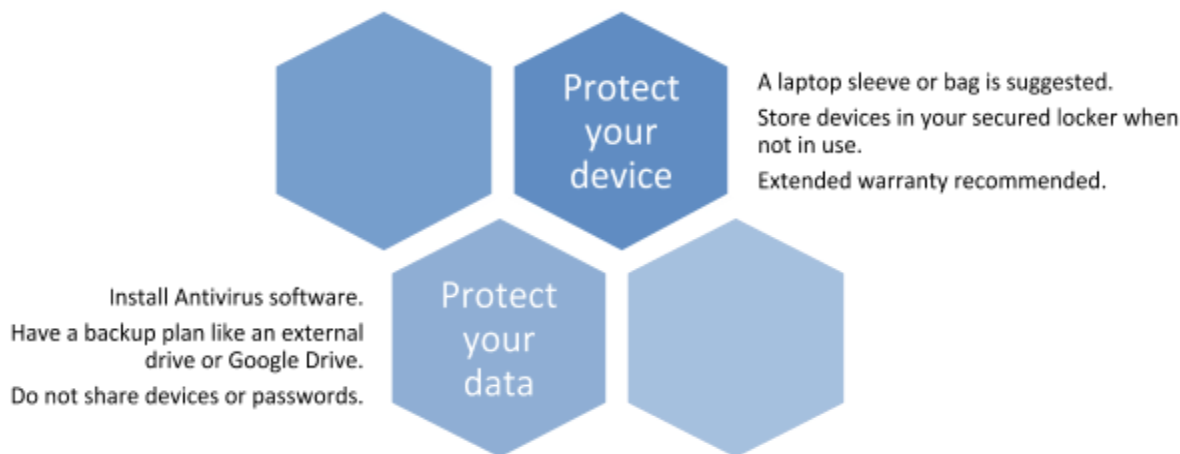 Protect
your
device
A laptop sleeve or bag is suggested.
Store devices in your secured locker when
not in use.
Extended warranty recommended.
Install Antivirus software.
Have a backup plan like an external
drive or Google Drive.
Do not share devices or passwords.
Protect
your
data